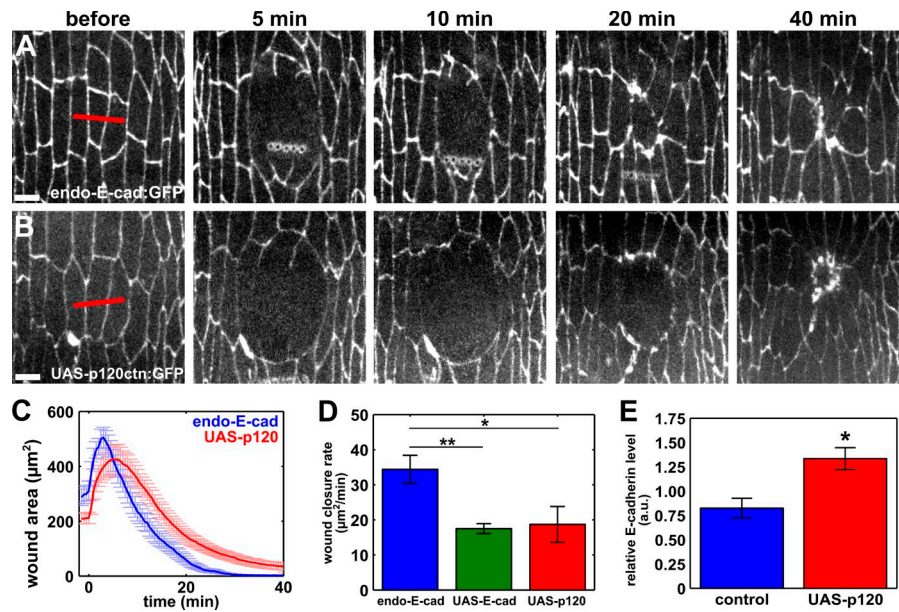 before 5 min 10 min 20 min 40 min
A
endo-E-cad:GFP
B
UAS-p120ctn:GFP
C
wound area (µm²)
600
400
200
0
0 20 40
time (min)
endo-E-cad
UAS-p120
D
wound closure rate
(µm²/min)
50
40
30
20
10
0
*
**
endo-E-cad UAS-E-cad UAS-p120
E
relative E-cadherin level
(a.u.)
1.75
1.50
1.25
1.00
0.75
0.50
0.25
0
*
control UAS-p120